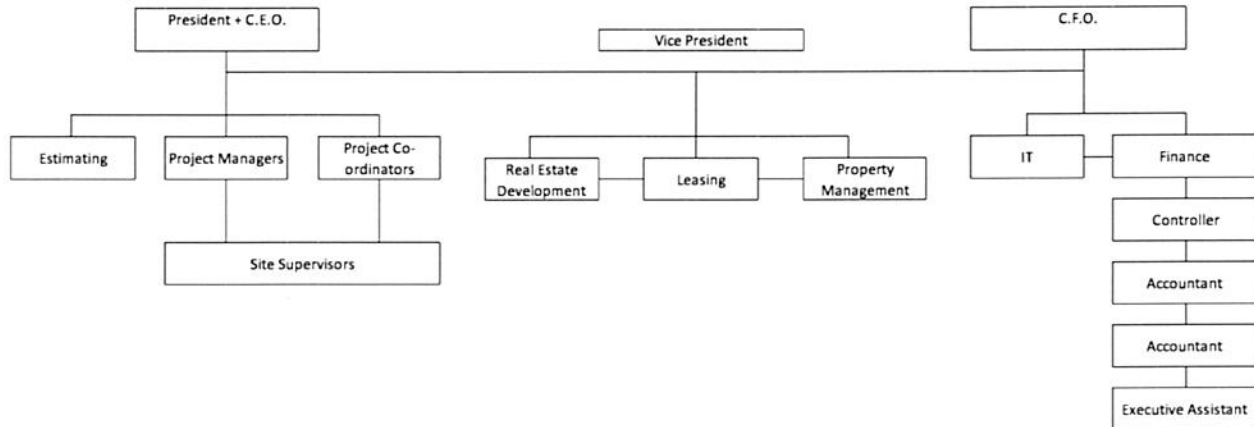 President + C.E.O.
Vice President
C.F.O.
Estimating
Project Managers
Project Co-
ordinators
Real Estate
Development
Leasing
Property
Management
IT
Finance
Controller
Site Supervisors
Accountant
Accountant
Executive Assistant